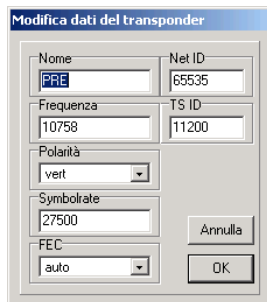 Modifica dati del transponder
Nome
PRE
Net ID
65535
Frequenza
10758
TS ID
11200
Polarità
vert
Symbolrate
27500
FEC
auto
Annulla
OK